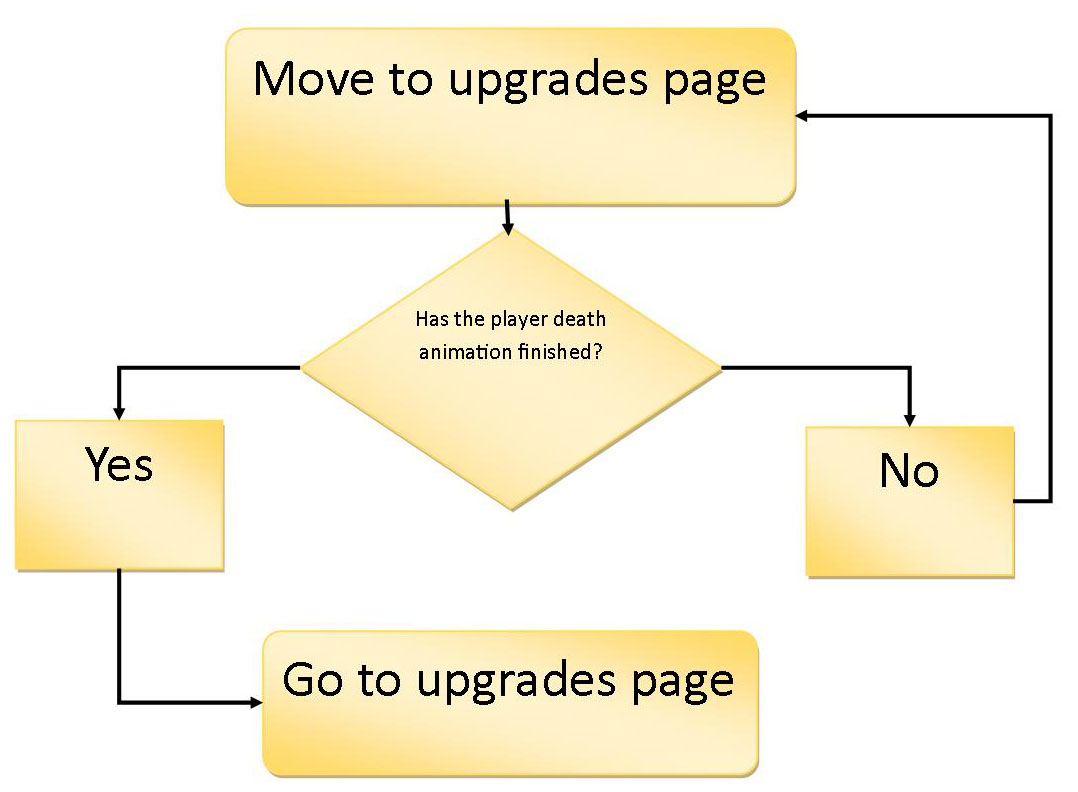 Move to upgrades page
Has the player death
animation finished?
Yes
No
Go to upgrades page